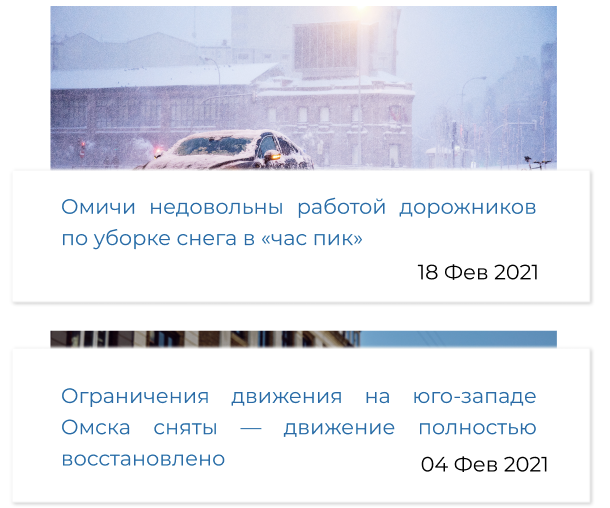 Омичи недовольны работой дорожников
по уборке снега в «час пик»
18 Фев 2021
Ограничения движения на юго-западе
Омска сняты — движение полностью
восстановлено
04 Фев 2021